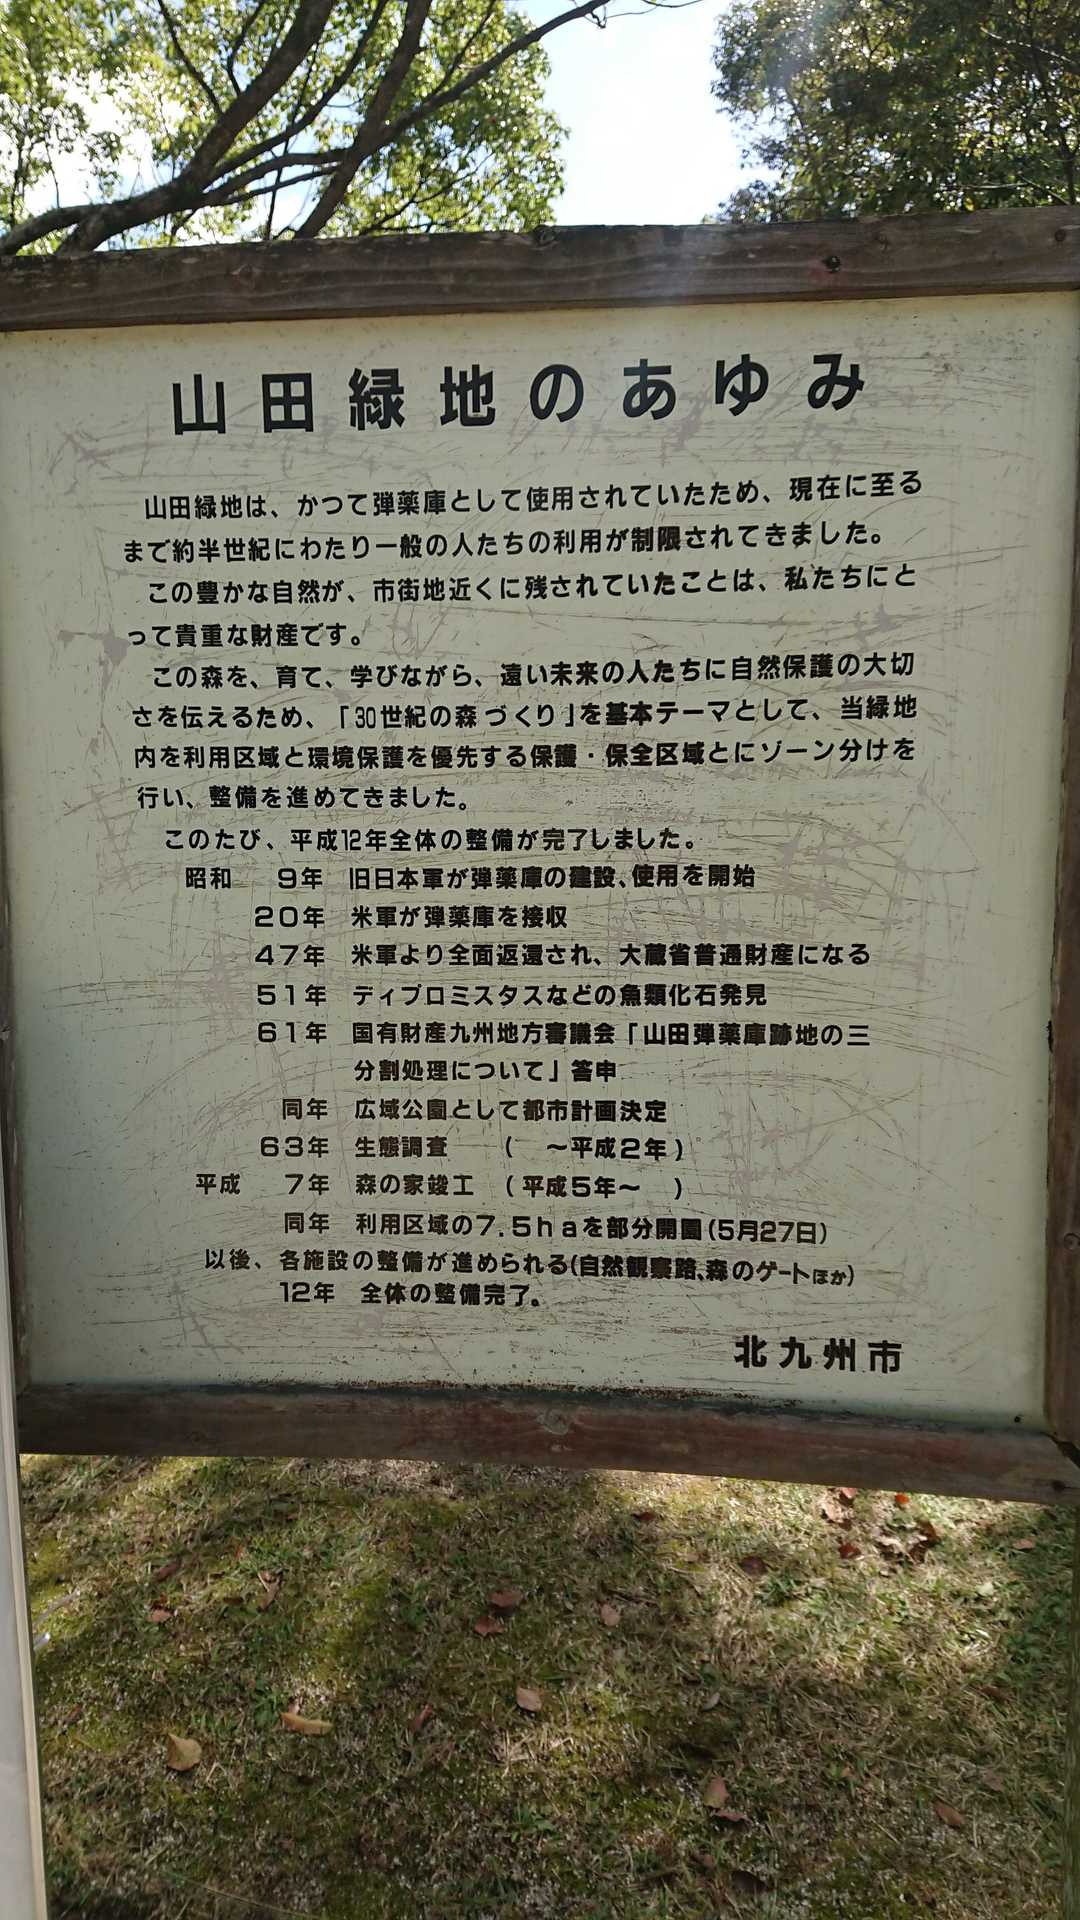 山田緑地のあゆみ
山田緑地は、かつて弾薬庫として使用されていたため、現在に至る
まで約半世紀にわたり一般の人たちの利用が制限されてきました。
この豊かな自然が、市街地近くに残されていたことは、私たちにと
って貴重な財産です。
この森を、育て、学びながら、遠い未来の人たちに自然保護の大切
さを伝えるため、「30世紀の森づくり」を基本テーマとして、当緑地
内を利用区域と環境保護を優先する保護・保全区域とにゾーン分けを
行い、整備を進めてきました。
このたび、平成12年全体の整備が完了しました。
昭和 9年 旧日本軍が弾薬庫の建設、使用を開始
20年 米軍が弾薬庫を接収
47年 米軍より全面返還され、大蔵省普通財産になる
51年 ディプロミスタスなどの魚類化石発見
61年 国有財産九州地方審議会「山田弾薬庫跡地の三
分割処理について」答申
同年 広域公園として都市計画決定
63年 生態調査 ( ～平成2年)
平成 7年 森の家竣工 (平成5年～ )
同年 利用区域の7.5haを部分開園(5月27日)
以後、各施設の整備が進められる(自然観察路、森のゲートほか)
12年 全体の整備完了。
北九州市